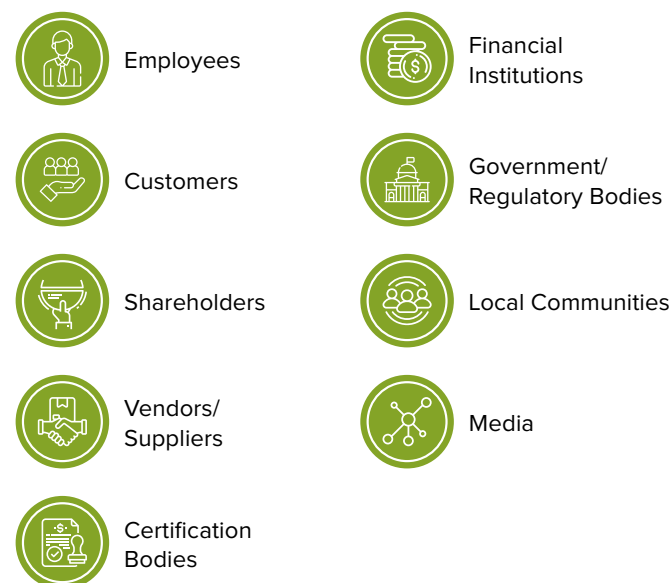 Employees
Customers
Shareholders
Vendors/
Suppliers
Certification
Bodies
Financial
Institutions
Government/
Regulatory Bodies
Local Communities
Media